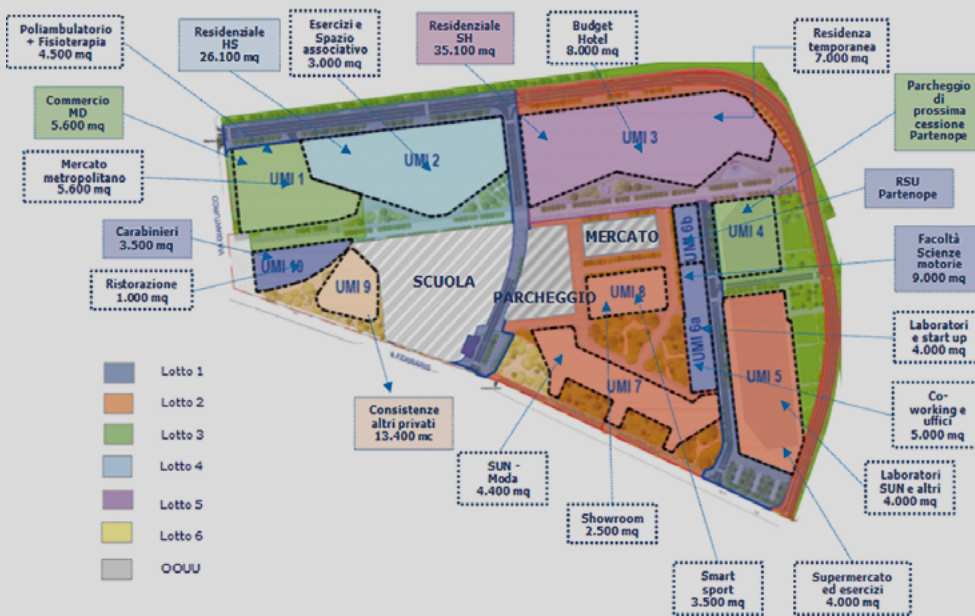 Poliambulatorio
+ Fisioterapia
4.500 mq
Residenziale
HS
26.100 mq
Esercizi e
Spazio
associativo
3.000 mq
Residenziale
SH
35.100 mq
Budget
Hotel
8.000 mq
Residenza
temporanea
7.000 mq
Commercio
MD
5.600 mq
Parcheggio
di
prossima
cessione
Partenope
Mercato
metropolitano
5.600 mq
UMI 1
UMI 2
UMI 3
RSU
Partenope
VIA GIANTURCO
Carabinieri
3.500 mq
UMI 4
UMI 6b
MERCATO
Facoltà
Scienze
motorie
9.000 mq
UMI 10
Ristorazione
1.000 mq
UMI 9
SCUOLA
PARCHEGGIO
UMI 8
UMI 6a
Laboratori
e start up
4.000 mq
UMI 7
UMI 5
Co-
working e
uffici
5.000 mq
Lotto 1
Lotto 2
Lotto 3
Lotto 4
Lotto 5
Lotto 6
OOUU
Consistenze
altri privati
13.400 mc
SUN -
Moda
4.400 mq
Laboratori
SUN e altri
4.000 mq
Showroom
2.500 mq
Smart
sport
3.500 mq
Supermercato
ed esercizi
4.000 mq